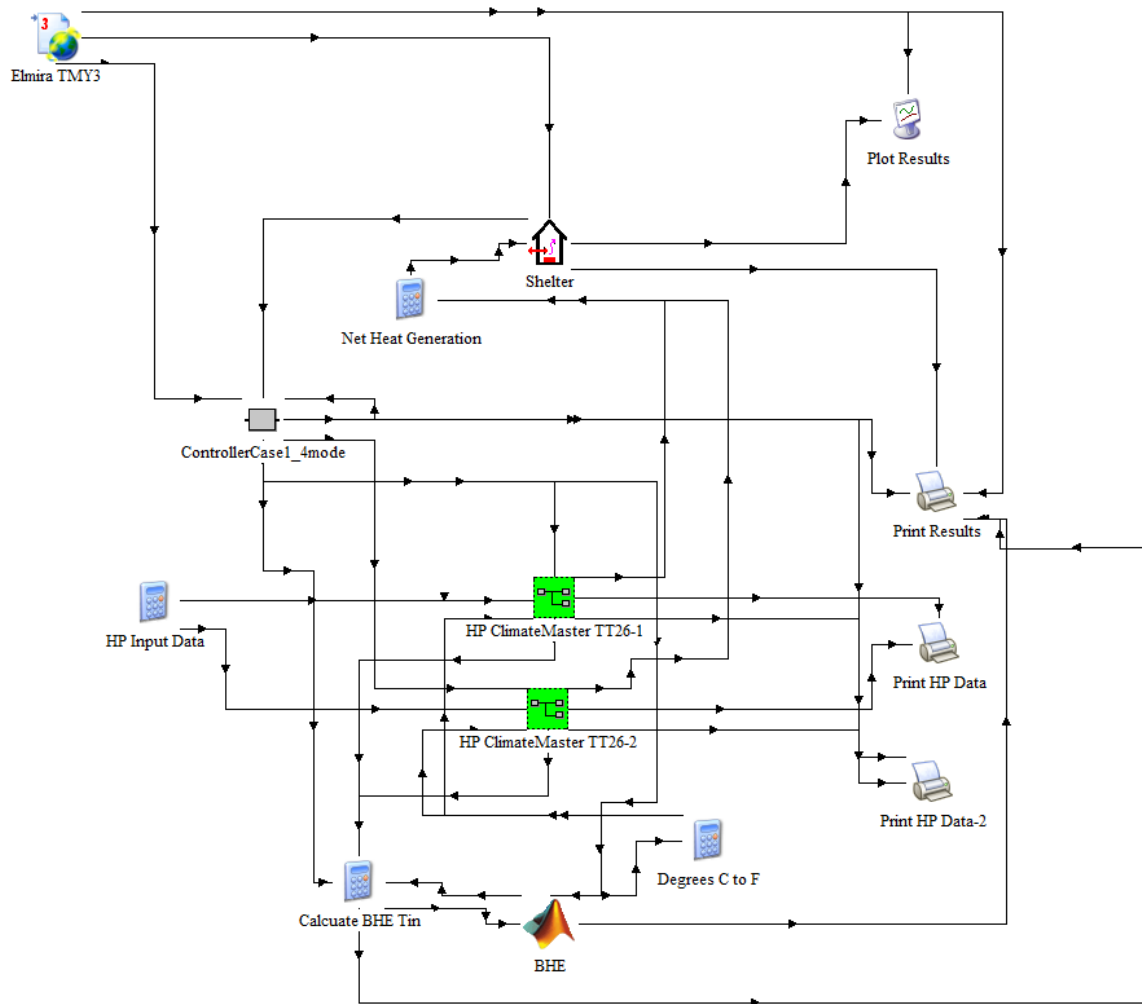 3
Elmira TMY3
Plot Results
Shelter
Net Heat Generation
ControllerCase1_4mode
Print Results
HP Input Data
HP ClimateMaster TT26-1
Print HP Data
HP ClimateMaster TT26-2
Print HP Data-2
Degrees C to F
Calcuate BHE Tin
BHE